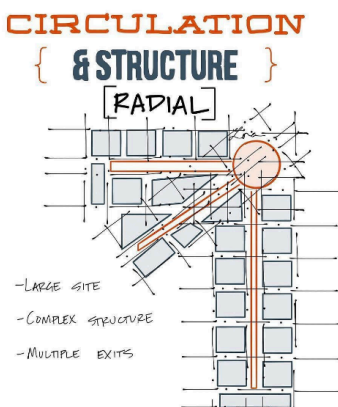 CIRCULATION
{ & STRUCTURE }
[RADIAL]
- LARGE SITE
- COMPLEX STRUCTURE
- MULTIPLE EXITS